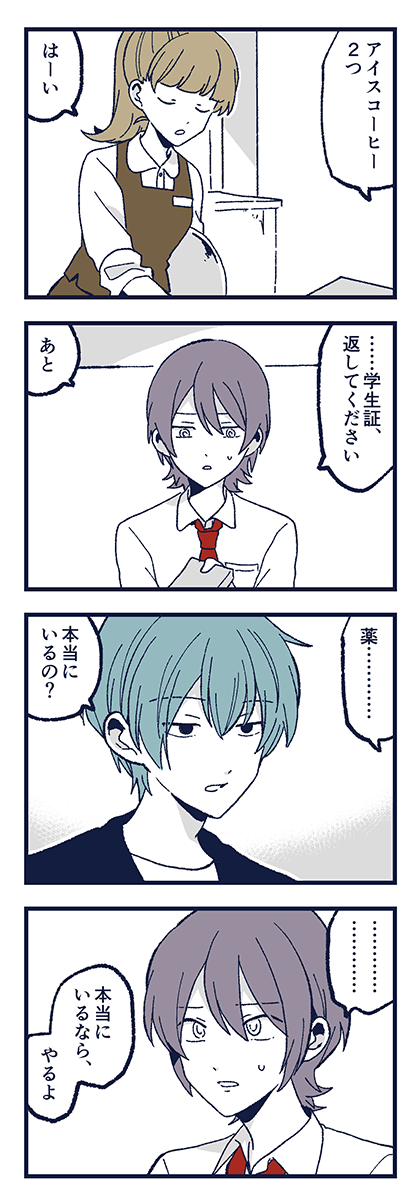 アイスコーヒー
２つ
はーい
……学生証、
返してください
あと
薬…………
本当に
いるの？
…………
本当に
いるなら、
やるよ